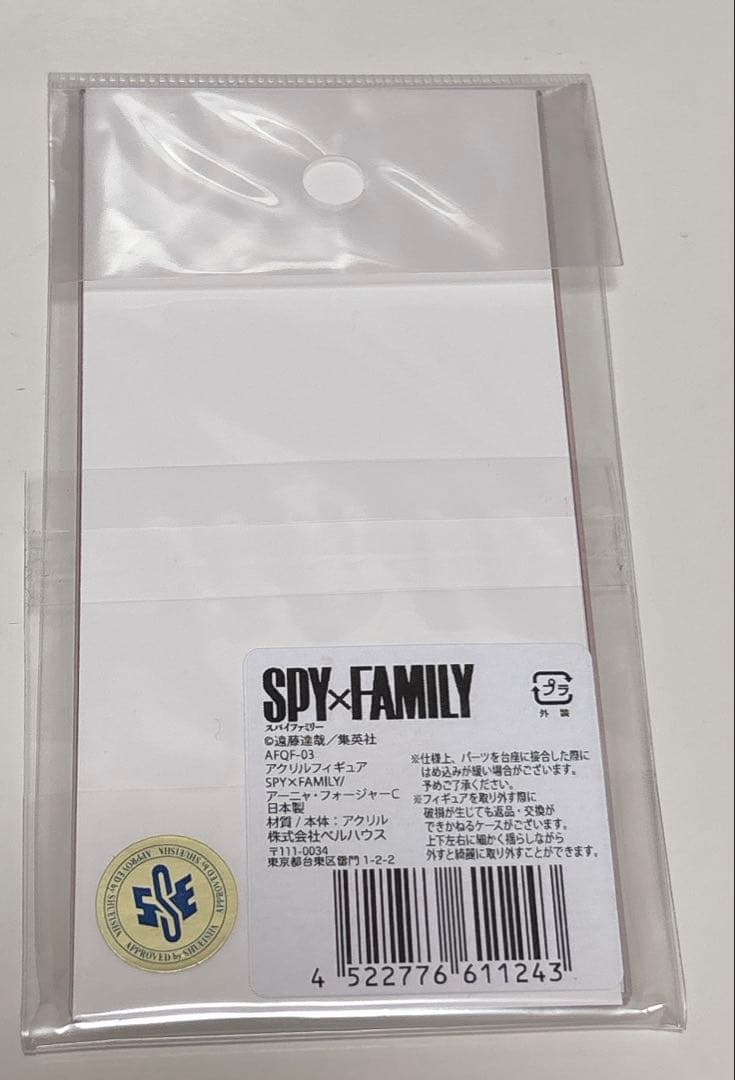 SPY×FAMILY
スパイファミリー
©遠藤達哉／集英社
AFQF-03
アクリルフィギュア
SPY×FAMILY/
アーニャ・フォージャーC
日本製
材質 / 本体：アクリル
株式会社ベルハウス
〒111-0034
東京都台東区雷門 1-2-2
プラ
外装
※仕様上、パーツを台座に接合した際に
はめ込みが緩い場合がございます。
予めご了承ください。
※フィギュアを取り外す際に
破損が生じても返品・交換が
できかねるケースがございます。
上下左右に細かく揺らしながら
外すと綺麗に取り外すことができます。
4 522776 611243
SE
APPROVED by SHUEISHA
APPROVED by SHUEISHA
APPROVED by SHUEISHA